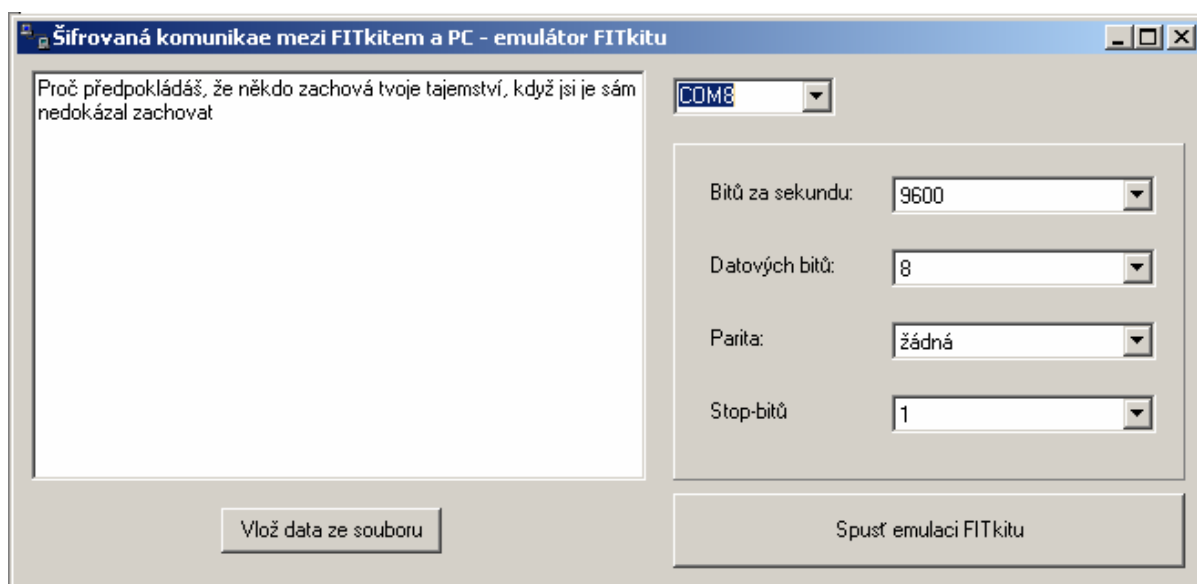 Šifrovaná komunikae mezi FITkitem a PC - emulátor FITkitu
Proč předpokládáš, že někdo zachová tvoje tajemství, když jsi je sám
nedokázal zachovat
COM8
Bitů za sekundu: 9600
Datových bitů: 8
Parita: žádná
Stop-bitů 1
Vlož data ze souboru
Spusť emulaci FITkitu